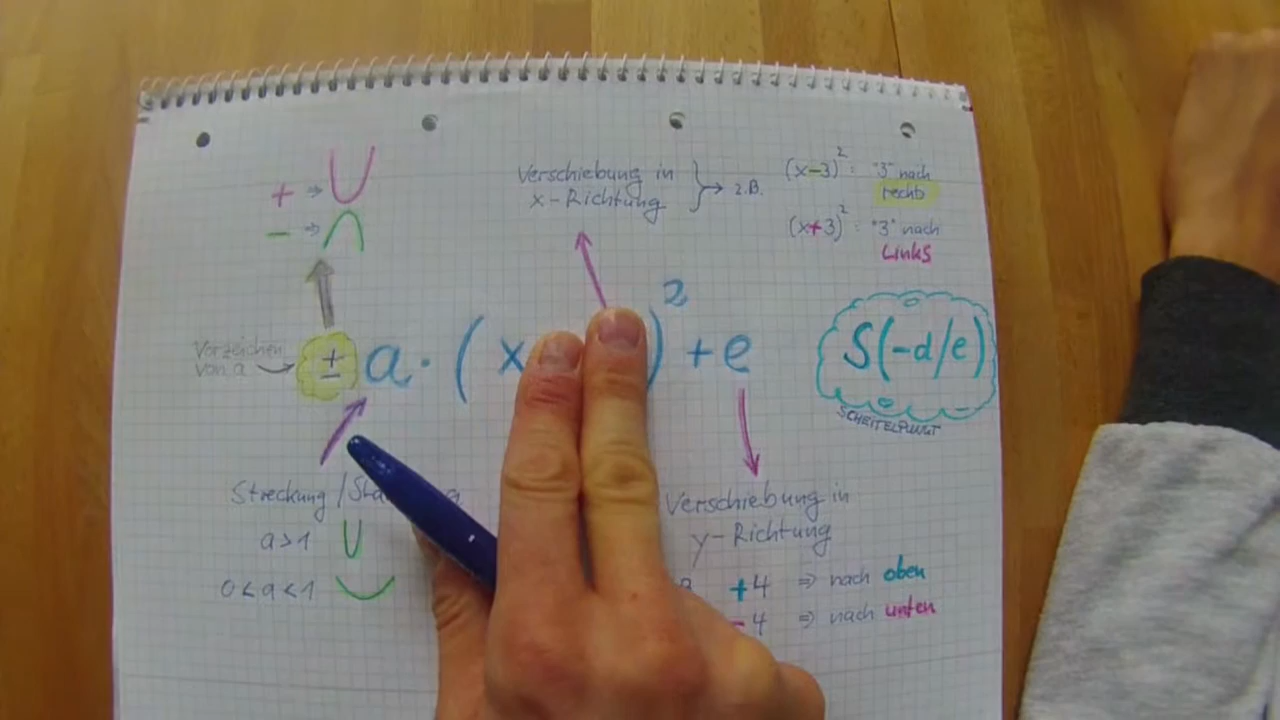 + ⇒
- ⇒
Verschiebung in
x-Richtung
→ z.B.
(x-3)² : "3" nach
rechts
(x+3)² : "3" nach
Links
Vorzeichen
von a
± a · (x )² + e
S(-d/e)
SCHEITELPUNKT
Streckung /
a>1
0<a<1
Verschiebung in
y-Richtung
+4 ⇒ nach oben
-4 ⇒ nach unten